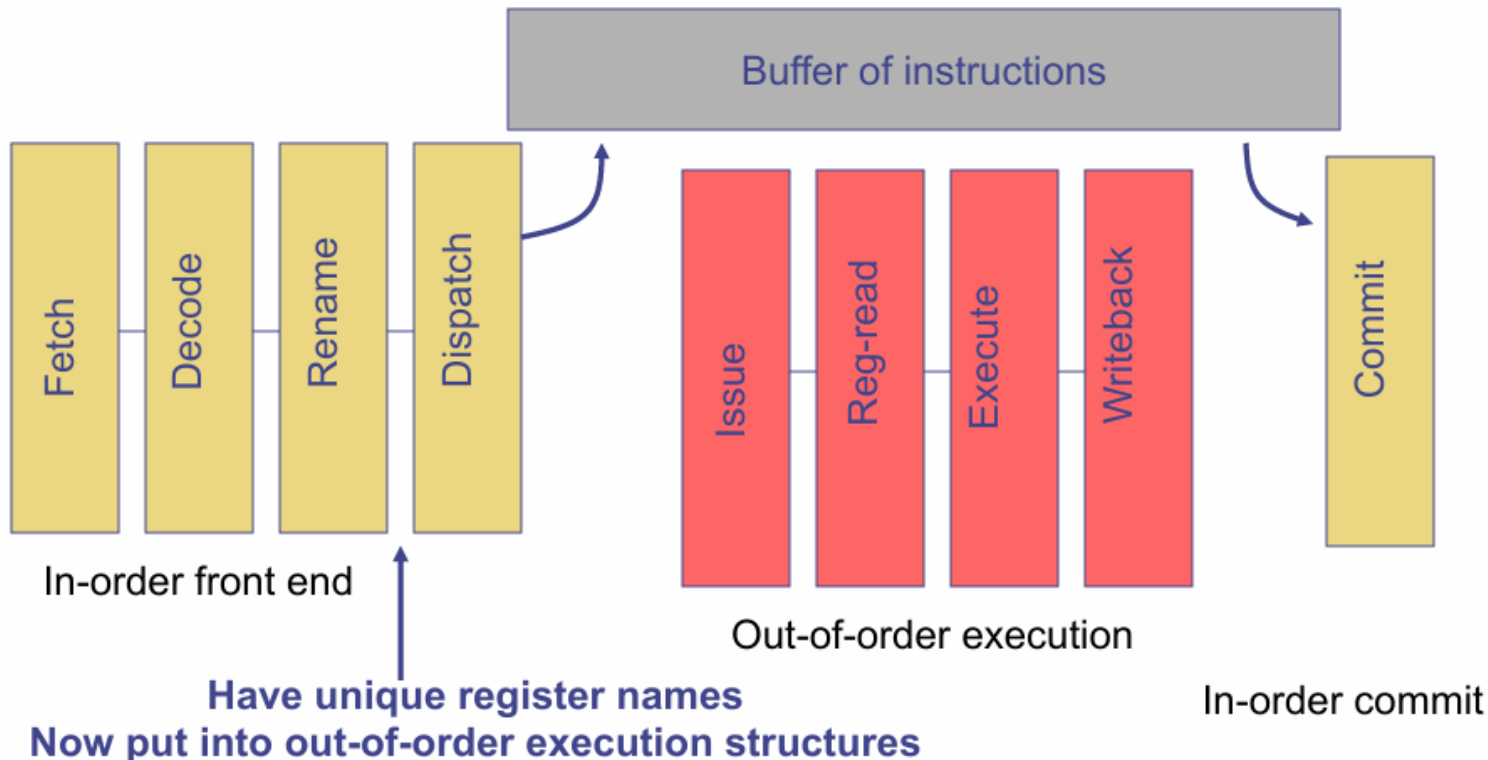 Buffer of instructions
Fetch
Decode
Rename
Dispatch
Issue
Reg-read
Execute
Writeback
Commit
In-order front end
Out-of-order execution
In-order commit
Have unique register names
Now put into out-of-order execution structures